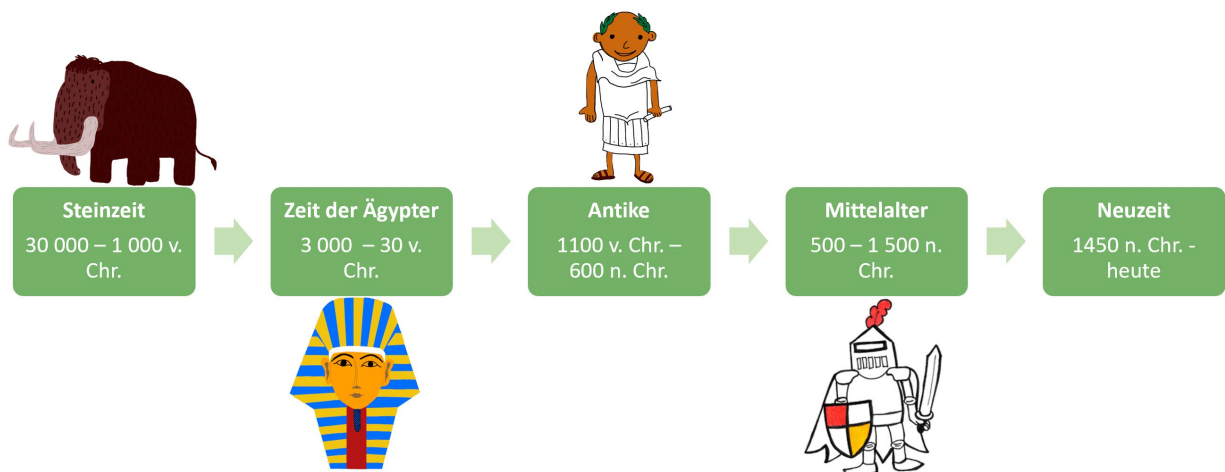 Steinzeit
30 000 – 1 000 v.
Chr.
Zeit der Ägypter
3 000  – 30 v.
Chr.
Antike
1100 v. Chr. –
600 n. Chr.
Mittelalter
500 – 1 500 n.
Chr.
Neuzeit
1450 n. Chr. -
heute